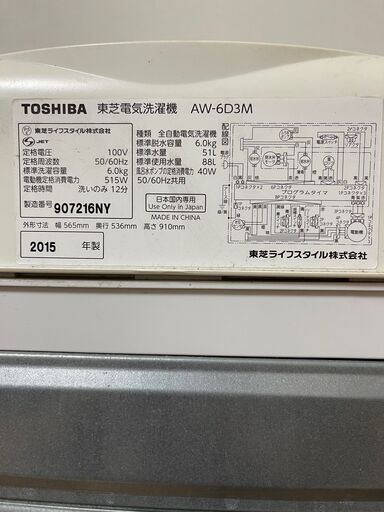 TOSHIBA 東芝電気洗濯機 AW-6D3M
東芝ライフスタイル株式会社
JET
定格電圧 100V
定格周波数 50/60Hz
標準洗濯容量 6.0kg
電動機定格消費電力 515W
定格時間 洗いのみ 12分
製造番号 907216NY
種類 全自動電気洗濯機
標準脱水容量 6.0kg
標準水量 51L
標準使用水量 88L
風呂水ポンプの定格消費電力 40W
50/60Hz共用
日本国内専用
Use Only in Japan
MADE IN CHINA
外形寸法 幅 565mm 奥行 536mm 高さ 910mm
2015 年製
配線図
プログラムタイマ
電動機
東芝ライフスタイル株式会社